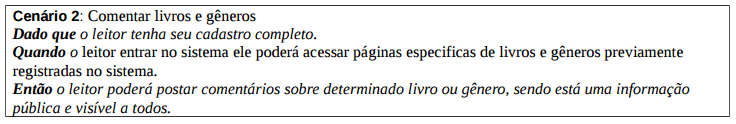 Cenário 2: Comentar livros e gêneros
Dado que o leitor tenha seu cadastro completo.
Quando o leitor entrar no sistema ele poderá acessar páginas especificas de livros e gêneros previamente
registradas no sistema.
Então o leitor poderá postar comentários sobre determinado livro ou gênero, sendo está uma informação
pública e visível a todos.